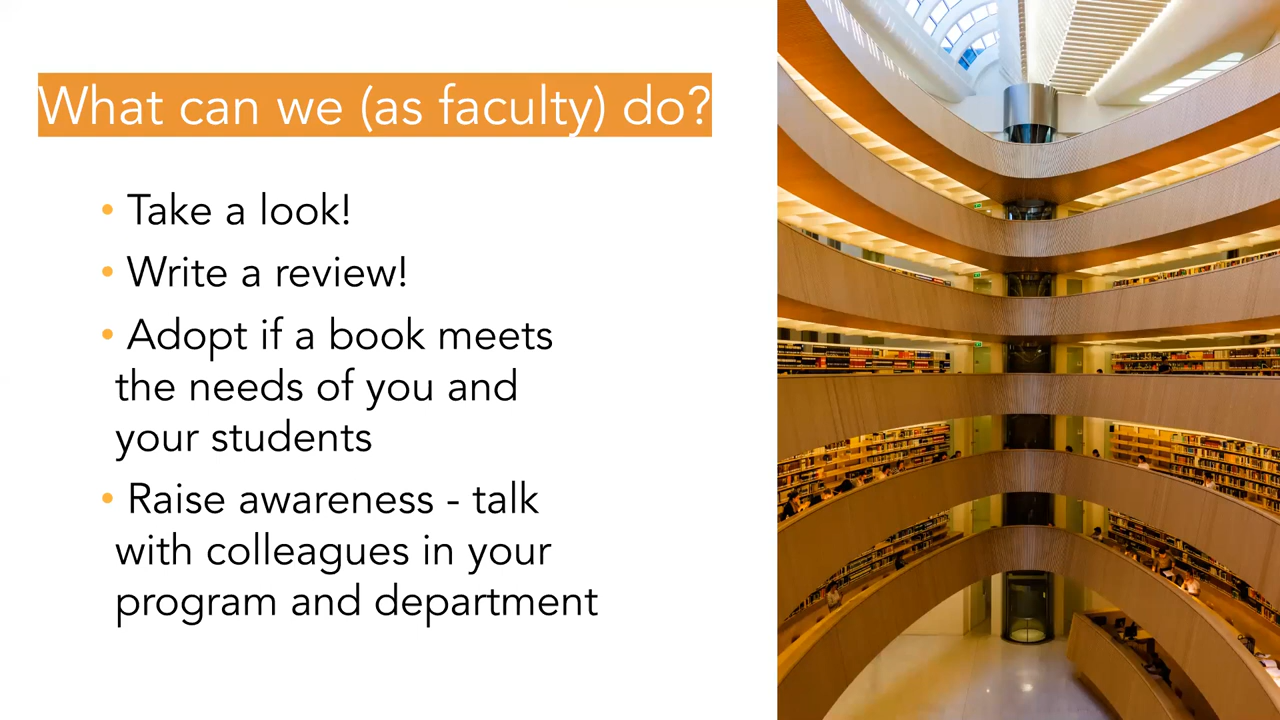 What can we (as faculty) do?
• Take a look!
• Write a review!
• Adopt if a book meets
the needs of you and
your students
• Raise awareness - talk
with colleagues in your
program and department